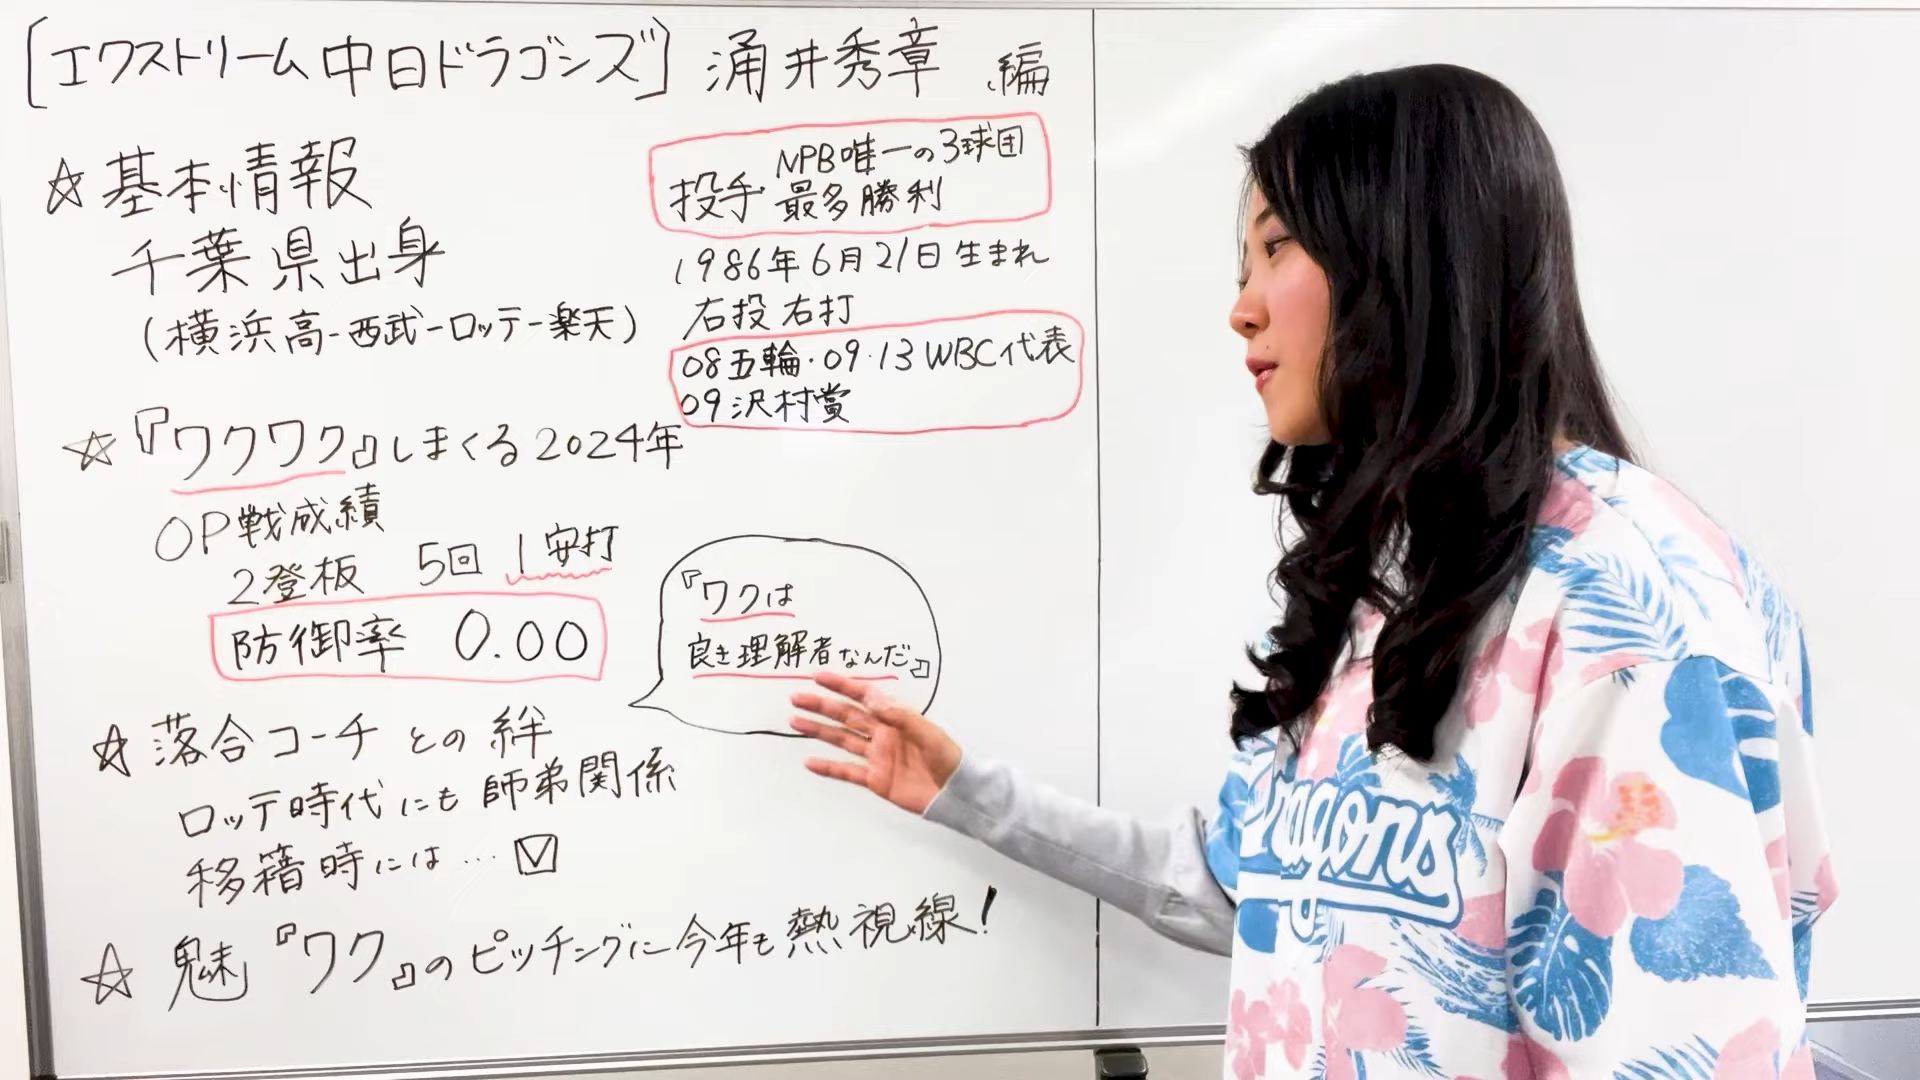 [エクストリーム中日ドラゴンズ] 涌井秀章 編
☆ 基本情報
千葉県出身
(横浜高-西武-ロッテ-楽天)
投手 NPB唯一の3球団
最多勝利
1986年6月21日生まれ
右投右打
08五輪・09・13 WBC代表
09沢村賞
☆『ワクワク』しまくる2024年
OP戦成績
2登板 5回 1安打
防御率 0.00
『ワクは
良き理解者なんだ』
☆ 落合コーチとの絆
ロッテ時代にも師弟関係
移籍時には…☑
☆ 魅『ワク』のピッチングに今年も熱視線!
Dragons